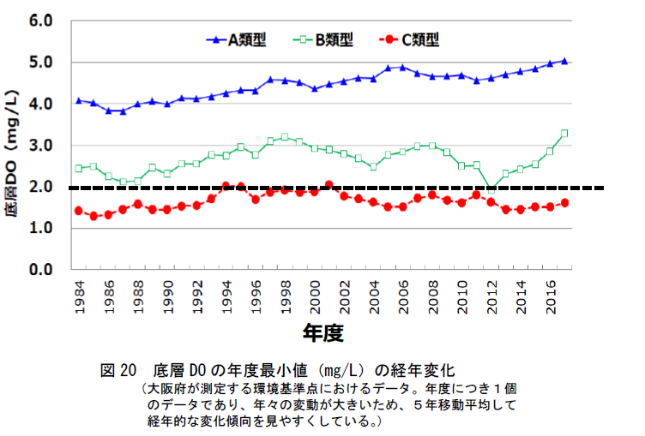 A類型 B類型 C類型
6.0
5.0
4.0
3.0
2.0
1.0
0.0
底層DO (mg/L)
1984 1986 1988 1990 1992 1994 1996 1998 2000 2002 2004 2006 2008 2010 2012 2014 2016
年度
図 20 底層 DO の年度最小値（mg/L）の経年変化
（大阪府が測定する環境基準点におけるデータ。年度につき１個
のデータであり、年々の変動が大きいため、５年移動平均して
経年的な変化傾向を見やすくしている。）